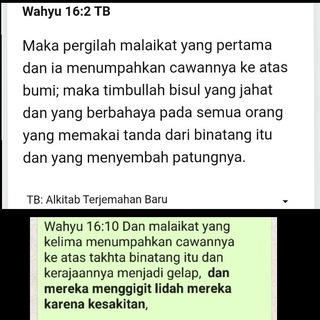 Wahyu 16:2 TB
Maka pergilah malaikat yang pertama
dan ia menumpahkan cawannya ke atas
bumi; maka timbullah bisul yang jahat
dan yang berbahaya pada semua orang
yang memakai tanda dari binatang itu
dan yang menyembah patungnya.
TB: Alkitab Terjemahan Baru
Wahyu 16:10 Dan malaikat yang
kelima menumpahkan cawannya
ke atas takhta binatang itu dan
kerajaannya menjadi gelap, dan
mereka menggigit lidah mereka
karena kesakitan,